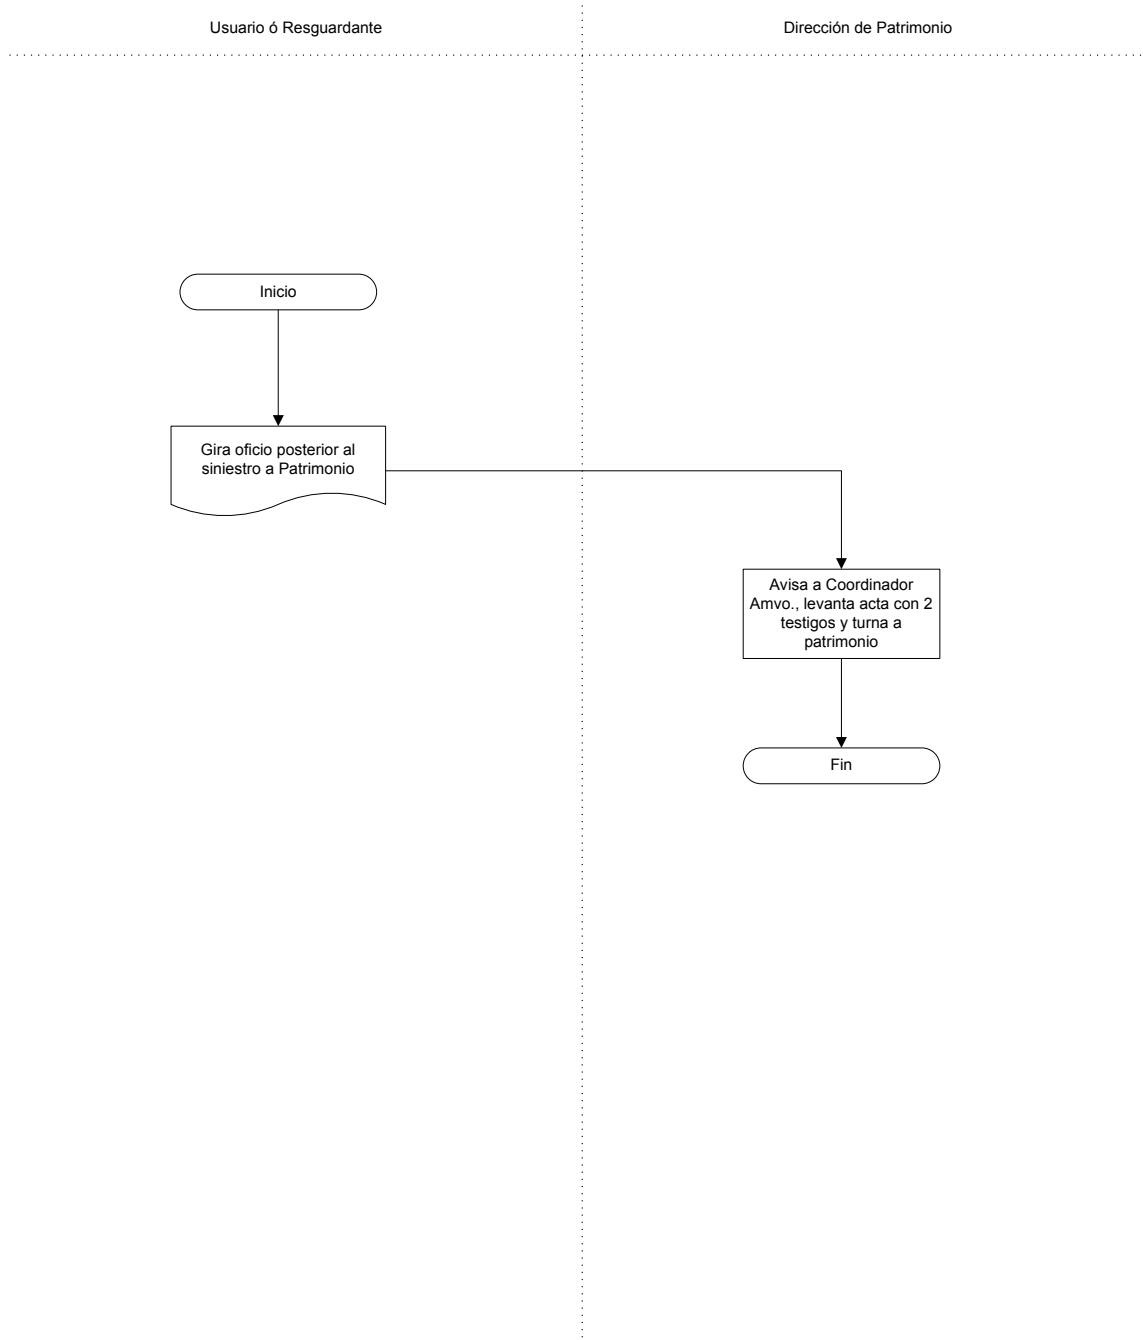 Usuario ó Resguardante
Dirección de Patrimonio
Inicio
Gira oficio posterior al
siniestro a Patrimonio
Avisa a Coordinador
Amvo., levanta acta con 2
testigos y turna a
patrimonio
Fin